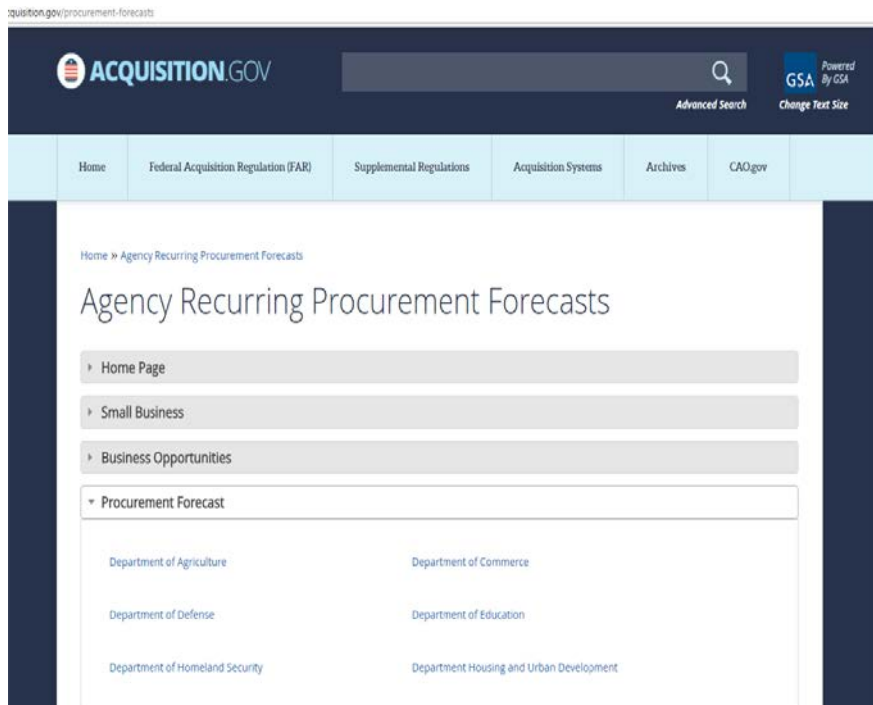 cquisition.gov/procurement-forecasts
ACQUISITION.GOV
GSA
Powered
By GSA
Advanced Search
Change Text Size
Home
Federal Acquisition Regulation (FAR)
Supplemental Regulations
Acquisition Systems
Archives
CAO.gov
Home » Agency Recurring Procurement Forecasts
Agency Recurring Procurement Forecasts
Home Page
Small Business
Business Opportunities
Procurement Forecast
Department of Agriculture
Department of Commerce
Department of Defense
Department of Education
Department of Homeland Security
Department Housing and Urban Development